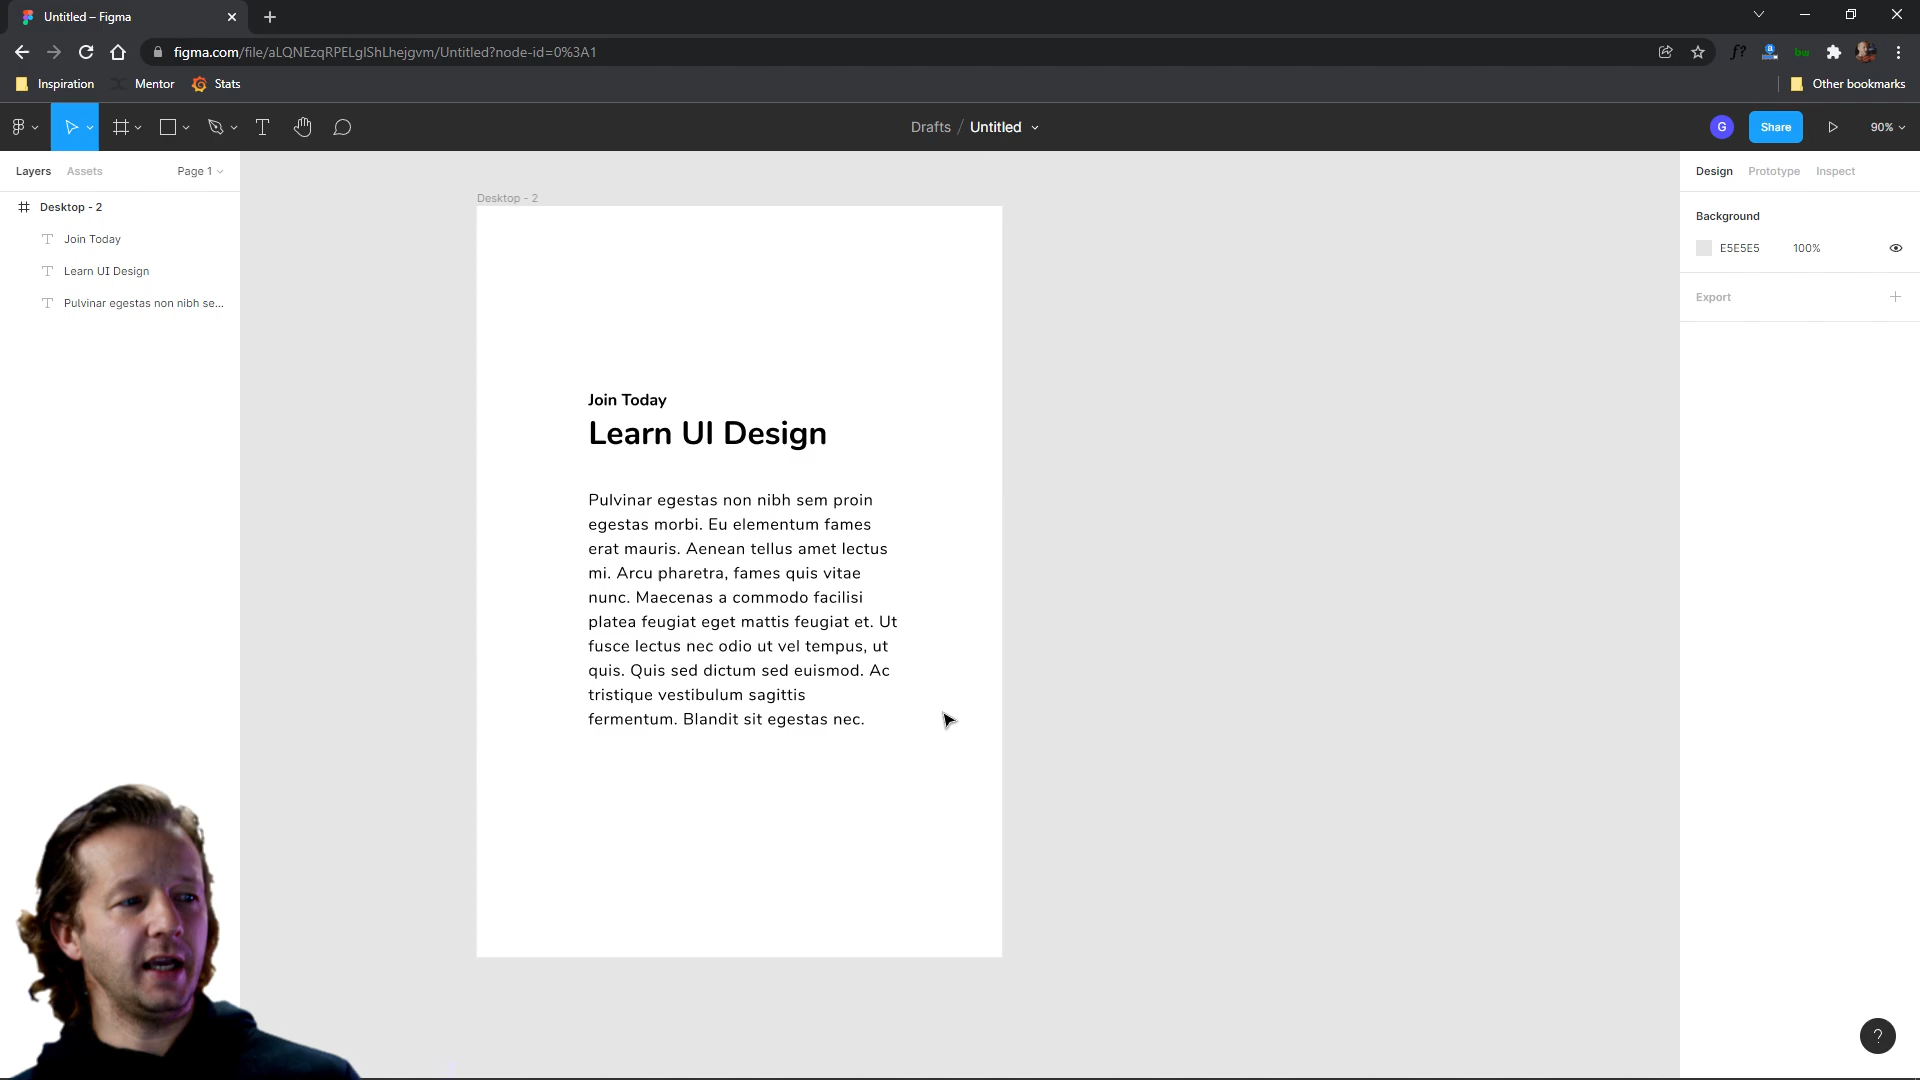 Untitled – Figma
figma.com/file/aLQNEzqRPELgIShLhejgvm/Untitled?node-id=0%3A1
f?
a
bw
Inspiration
Mentor
Stats
Other bookmarks
Drafts / Untitled
G
Share
90%
Layers
Assets
Page 1
Desktop - 2
Join Today
Learn UI Design
Pulvinar egestas non nibh se...
Desktop - 2
Join Today
Learn UI Design
Pulvinar egestas non nibh sem proin
egestas morbi. Eu elementum fames
erat mauris. Aenean tellus amet lectus
mi. Arcu pharetra, fames quis vitae
nunc. Maecenas a commodo facilisi
platea feugiat eget mattis feugiat et. Ut
fusce lectus nec odio ut vel tempus, ut
quis. Quis sed dictum sed euismod. Ac
tristique vestibulum sagittis
fermentum. Blandit sit egestas nec.
Design
Prototype
Inspect
Background
E5E5E5
100%
Export
?